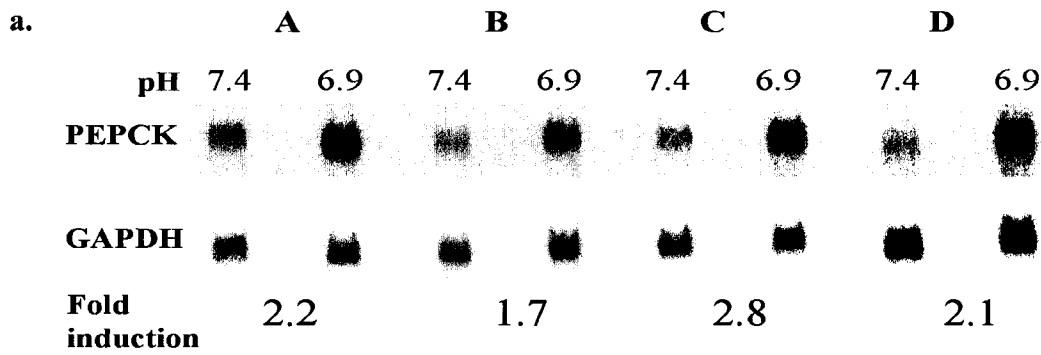 a. A B C D
pH 7.4 6.9 7.4 6.9 7.4 6.9 7.4 6.9
PEPCK
GAPDH
Fold
induction 2.2 1.7 2.8 2.1